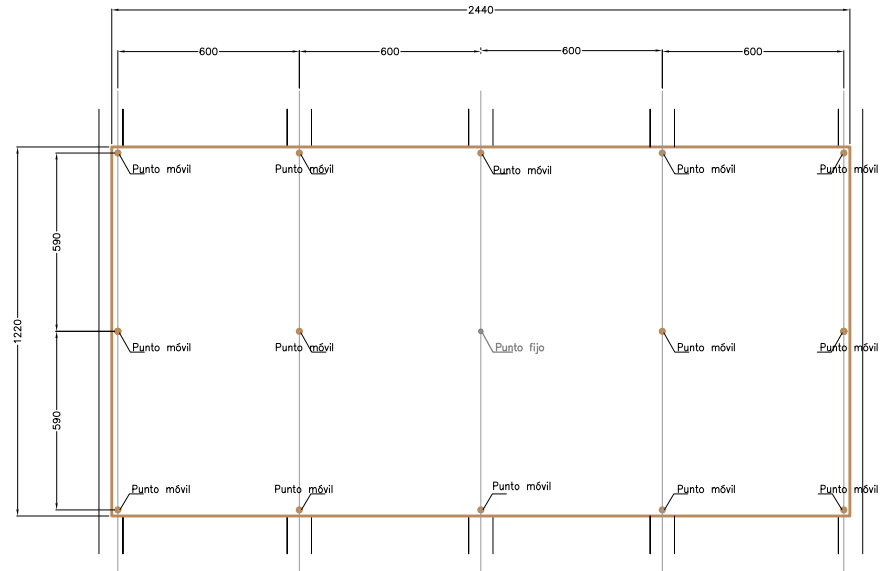 2440
600 600 600 600
Punto móvil Punto móvil Punto móvil Punto móvil Punto móvil
590
1220
Punto móvil Punto móvil Punto fijo Punto móvil Punto móvil
590
Punto móvil Punto móvil Punto móvil Punto móvil Punto móvil